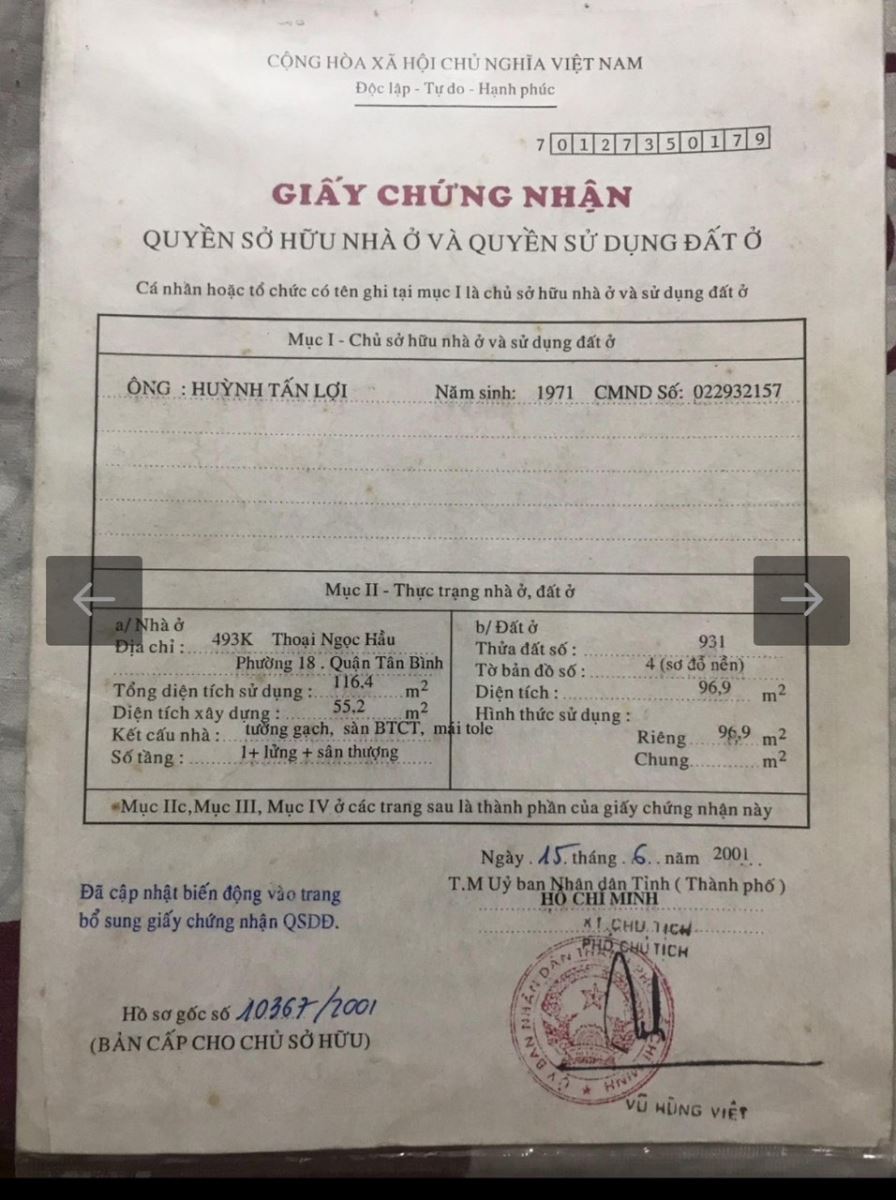 CỘNG HÒA XÃ HỘI CHỦ NGHĨA VIỆT NAM
Độc lập - Tự do - Hạnh phúc
7 0 1 2 7 3 5 0 1 7 9
GIẤY CHỨNG NHẬN
QUYỀN SỞ HỮU NHÀ Ở VÀ QUYỀN SỬ DỤNG ĐẤT Ở
Cá nhân hoặc tổ chức có tên ghi tại mục I là chủ sở hữu nhà ở và sử dụng đất ở
Mục I - Chủ sở hữu nhà ở và sử dụng đất ở
ÔNG : HUỲNH TẤN LỢI Năm sinh: 1971 CMND Số: 022932157
Mục II - Thực trạng nhà ở, đất ở
a/ Nhà ở
Địa chỉ : 493K Thoại Ngọc Hầu
Phường 18 . Quận Tân Bình
Tổng diện tích sử dụng : 116,4 m2
Diện tích xây dựng : 55,2 m2
Kết cấu nhà : tường gạch, sàn BTCT, mái tole
Số tầng : 1+ lửng + sân thượng
b/ Đất ở
Thửa đất số : 931
Tờ bản đồ số : 4 (sơ đồ nền)
Diện tích : 96,9 m2
Hình thức sử dụng :
Riêng 96,9 m2
Chung m2
Mục IIc,Mục III, Mục IV ở các trang sau là thành phần của giấy chứng nhận này
Ngày 15 tháng 6 năm 2001
T.M Uỷ ban Nhân dân Tỉnh ( Thành phố )
HỒ CHÍ MINH
KT.CHỦ TỊCH
PHÓ CHỦ TỊCH
Đã cập nhật biến động vào trang
bổ sung giấy chứng nhận QSDĐ.
Hồ sơ gốc số 10367/2001
(BẢN CẤP CHO CHỦ SỞ HỮU)
VŨ HÙNG VIỆT